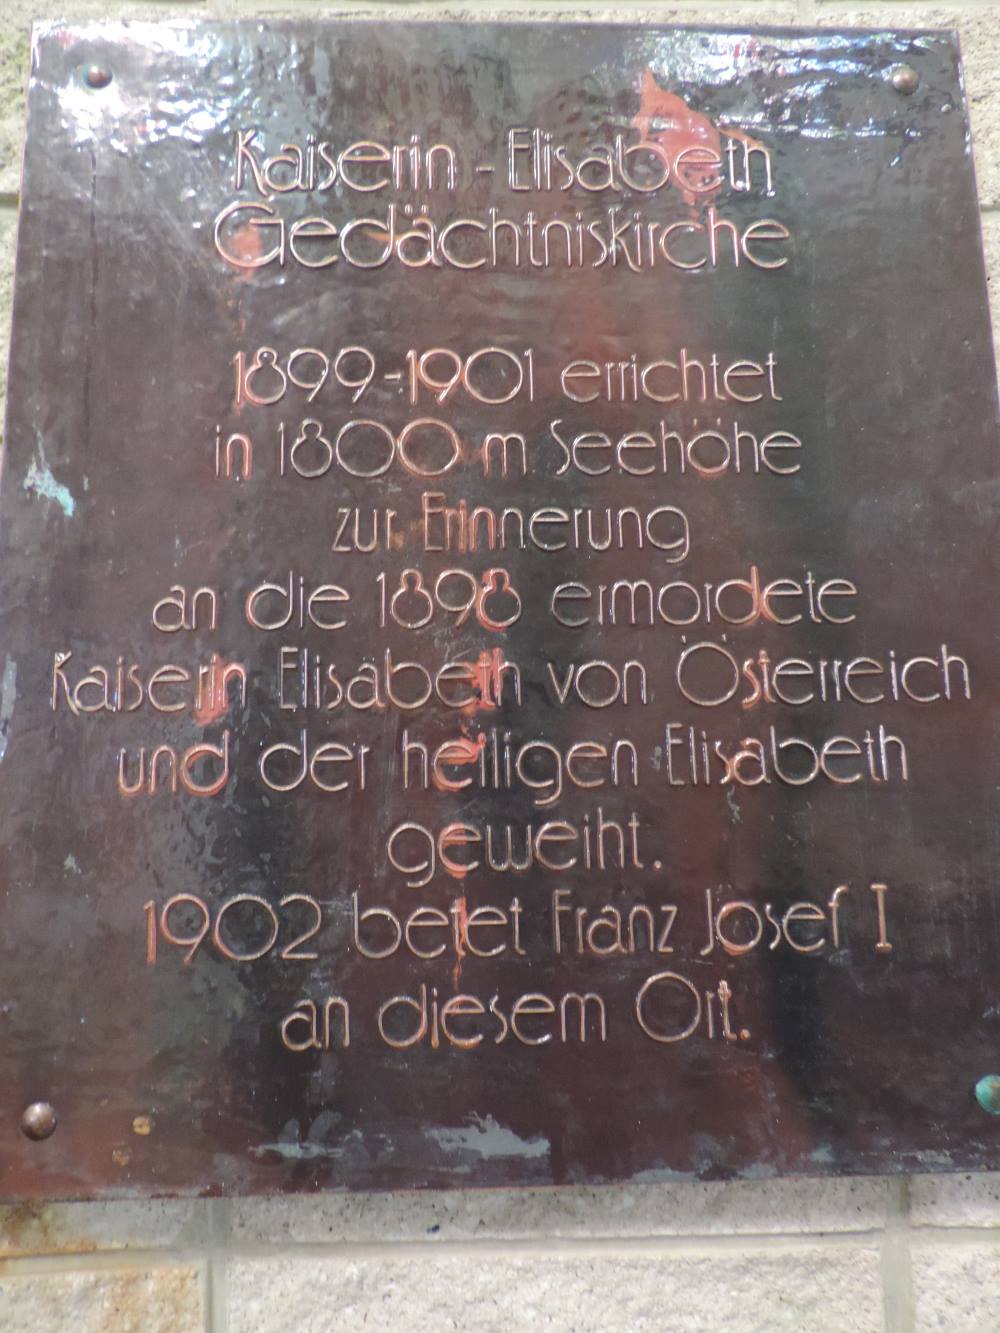 Kaiserin - Elisabeth
Gedächtniskirche
1899-1901 errichtet
in 1800 m Seehöhe
zur Erinnerung
an die 1898 ermordete
Kaiserin Elisabeth von Österreich
und der heiligen Elisabeth
geweiht.
1902 betet Franz Josef I
an diesem Ort.